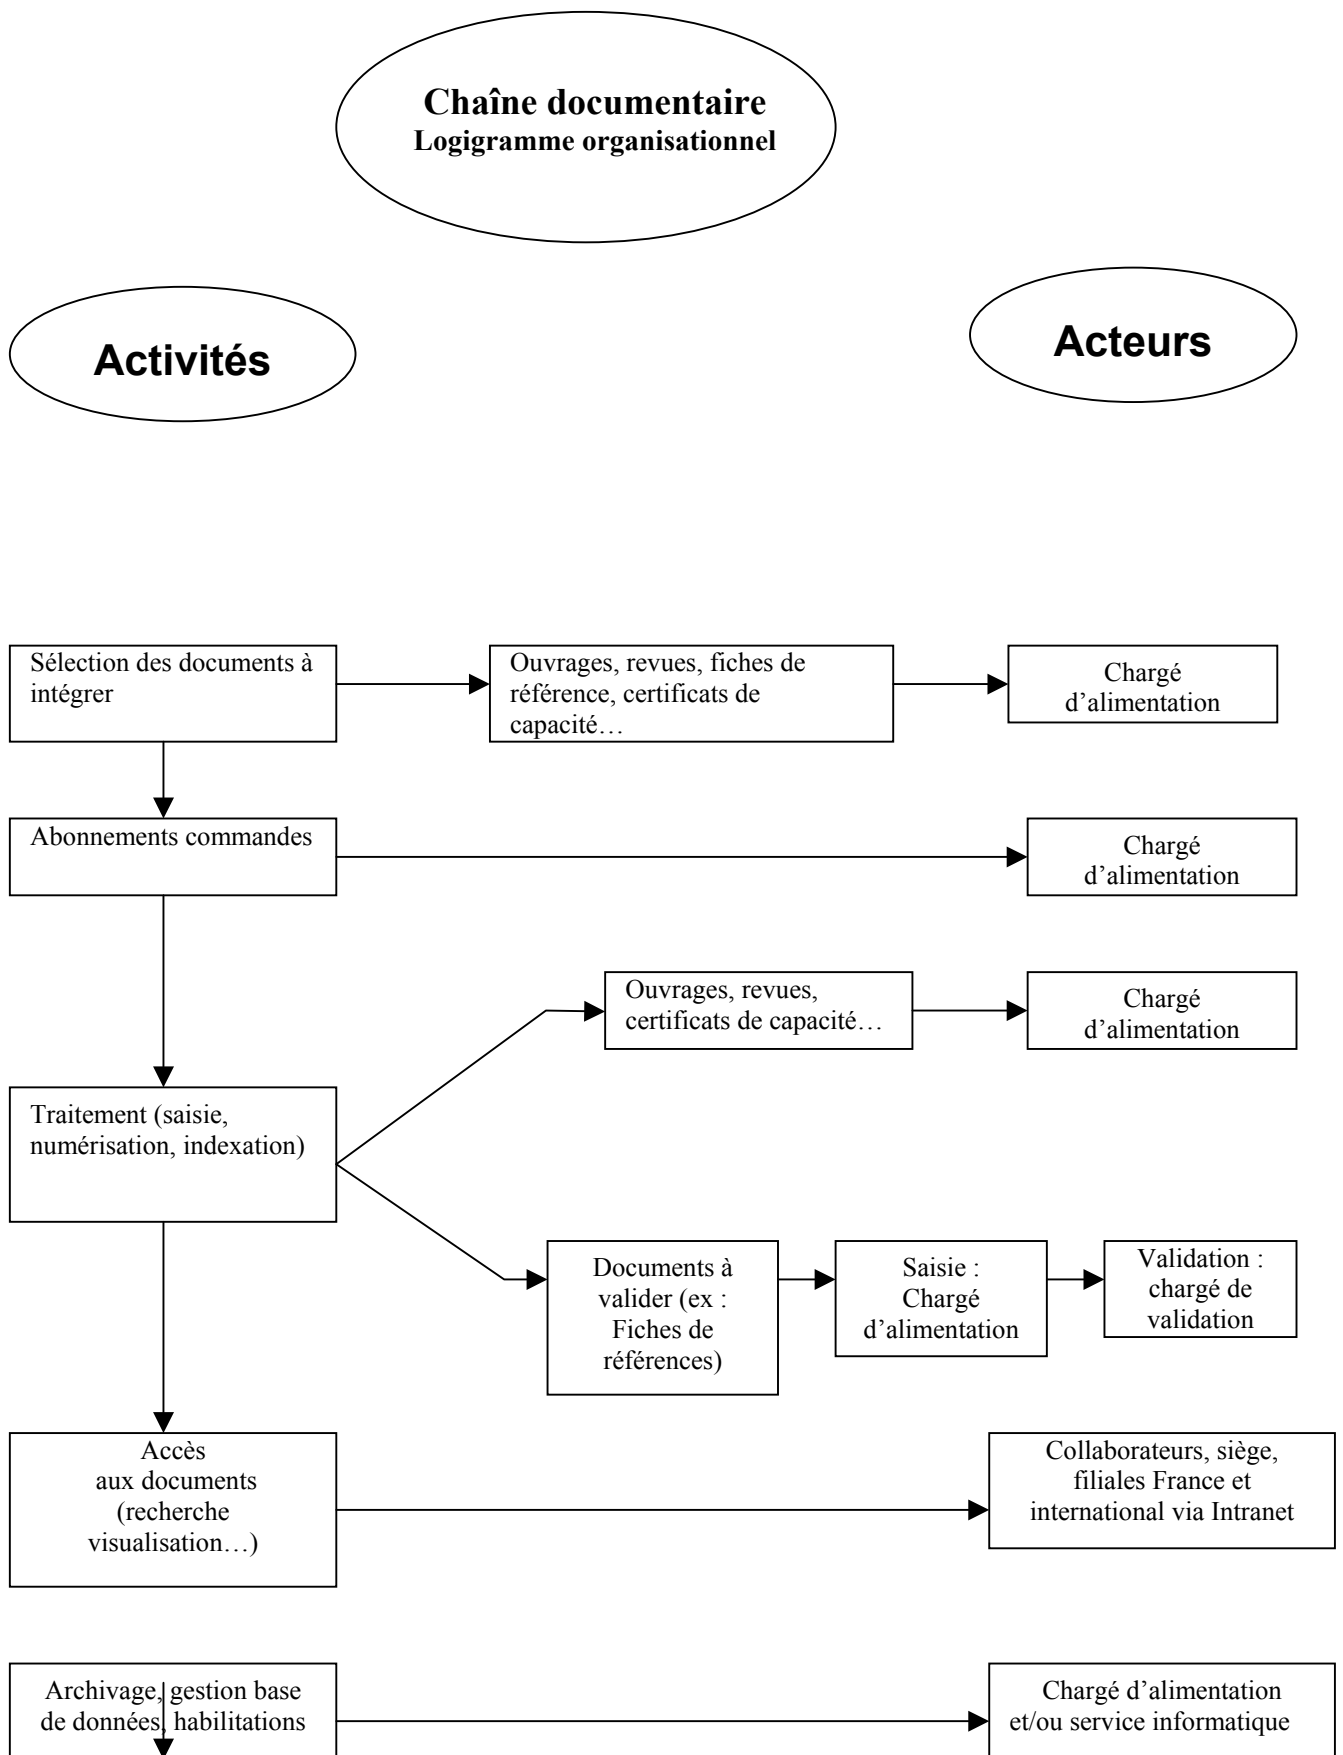 Chaîne documentaire
Logigramme organisationnel
Activités
Acteurs
Sélection des documents à
intégrer
Ouvrages, revues, fiches de
référence, certificats de
capacité…
Chargé
d’alimentation
Abonnements commandes
Chargé
d’alimentation
Ouvrages, revues,
certificats de capacité…
Chargé
d’alimentation
Traitement (saisie,
numérisation, indexation)
Documents à
valider (ex :
Fiches de
références)
Saisie :
Chargé
d’alimentation
Validation :
chargé de
validation
Accès
aux documents
(recherche
visualisation…)
Collaborateurs, siège,
filiales France et
international via Intranet
Archivage, gestion base
de données, habilitations
Chargé d’alimentation
et/ou service informatique